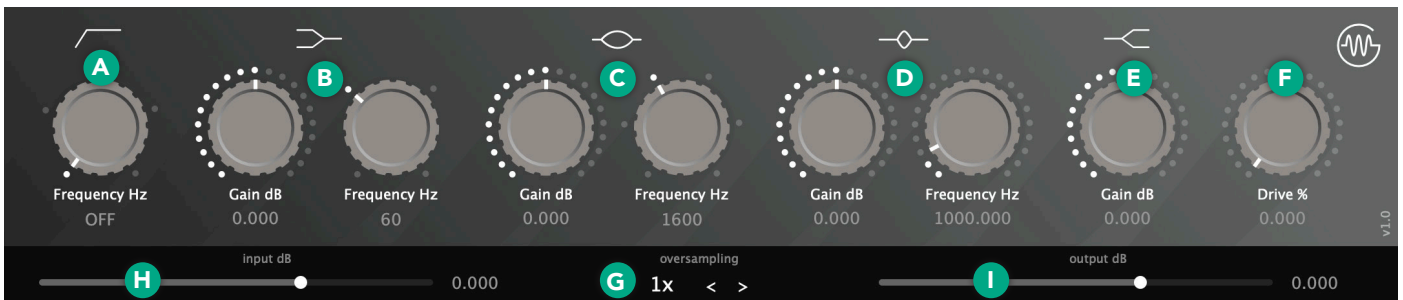 A
B
C
D
E
F
Frequency Hz
Gain dB
Frequency Hz
Gain dB
Frequency Hz
Gain dB
Frequency Hz
Gain dB
Drive %
OFF
0.000
60
0.000
1600
0.000
1000.000
0.000
0.000
v1.0
input dB
oversampling
output dB
H
0.000
G
1x < >
I
0.000